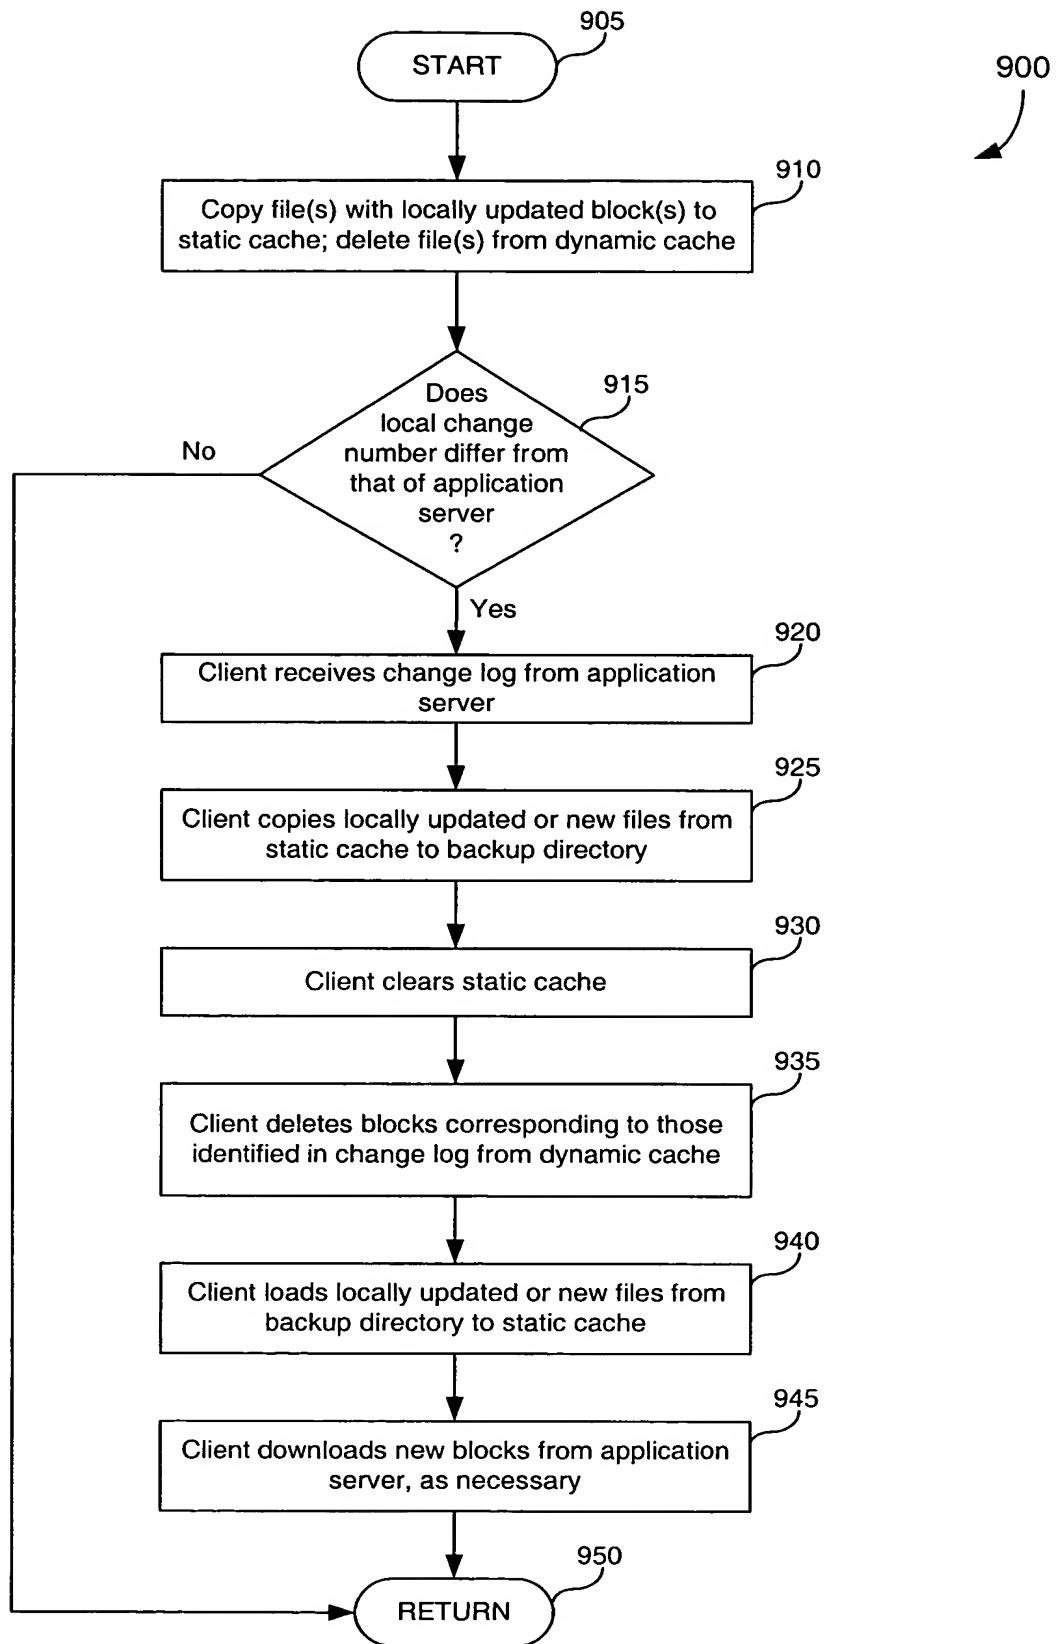 905
START
900
910
Copy file(s) with locally updated block(s) to
static cache; delete file(s) from dynamic cache
915
Does
local change
number differ from
that of application
server
?
No
Yes
920
Client receives change log from application
server
925
Client copies locally updated or new files from
static cache to backup directory
930
Client clears static cache
935
Client deletes blocks corresponding to those
identified in change log from dynamic cache
940
Client loads locally updated or new files from
backup directory to static cache
945
Client downloads new blocks from application
server, as necessary
950
RETURN